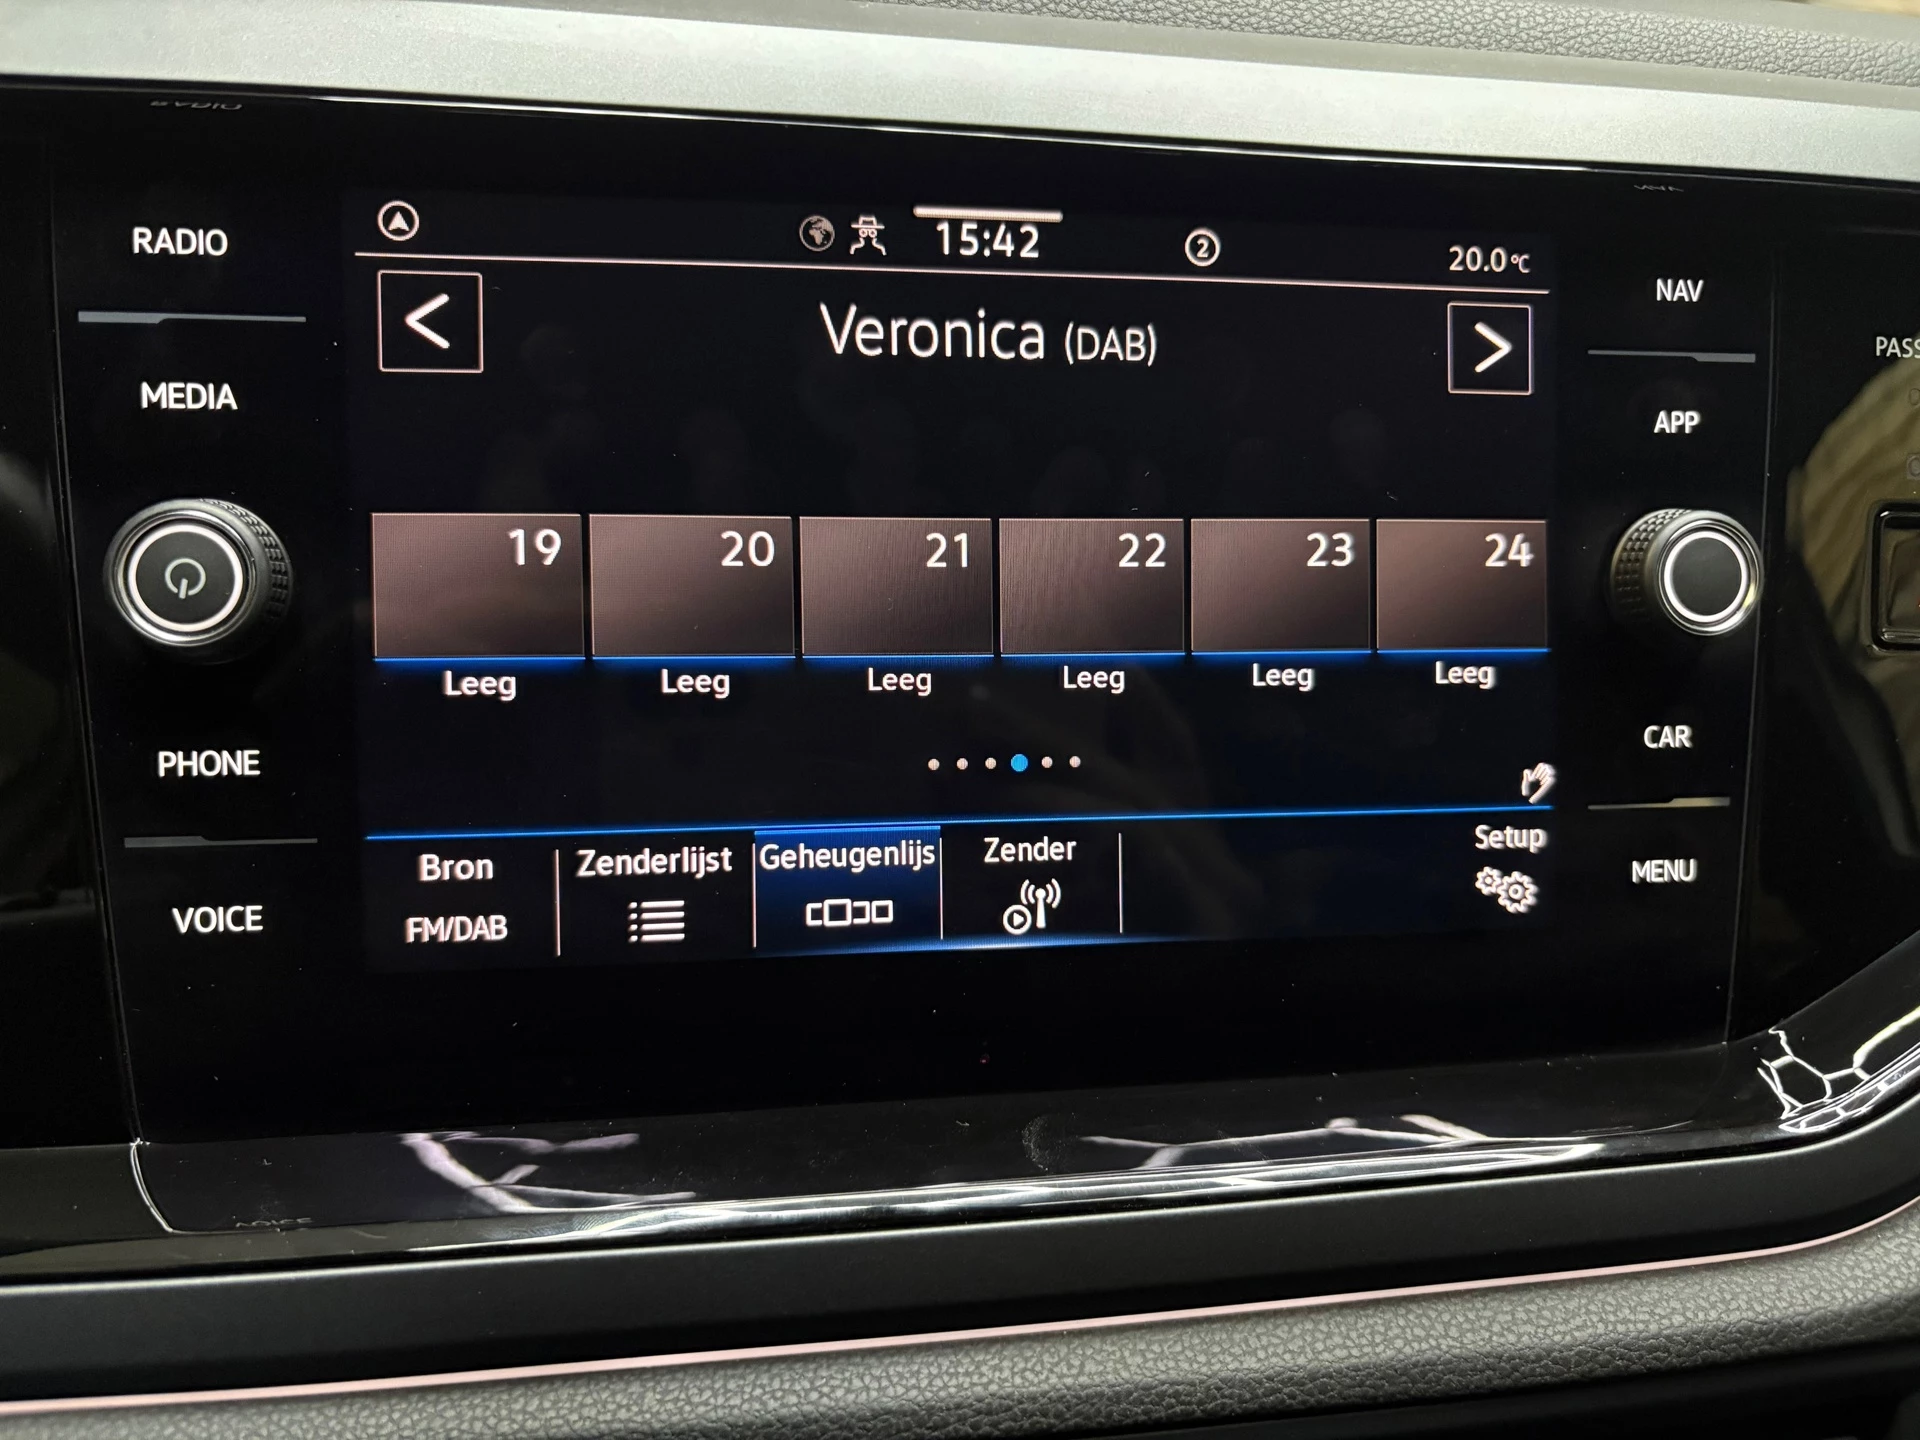 RADIO
MEDIA
PHONE
VOICE
15:42
2
20.0°C
< Veronica (DAB) >
19 20 21 22 23 24
Leeg Leeg Leeg Leeg Leeg Leeg
Bron Zenderlijst Geheugenlijs Zender Setup
FM/DAB
NAV
APP
CAR
MENU
PASS